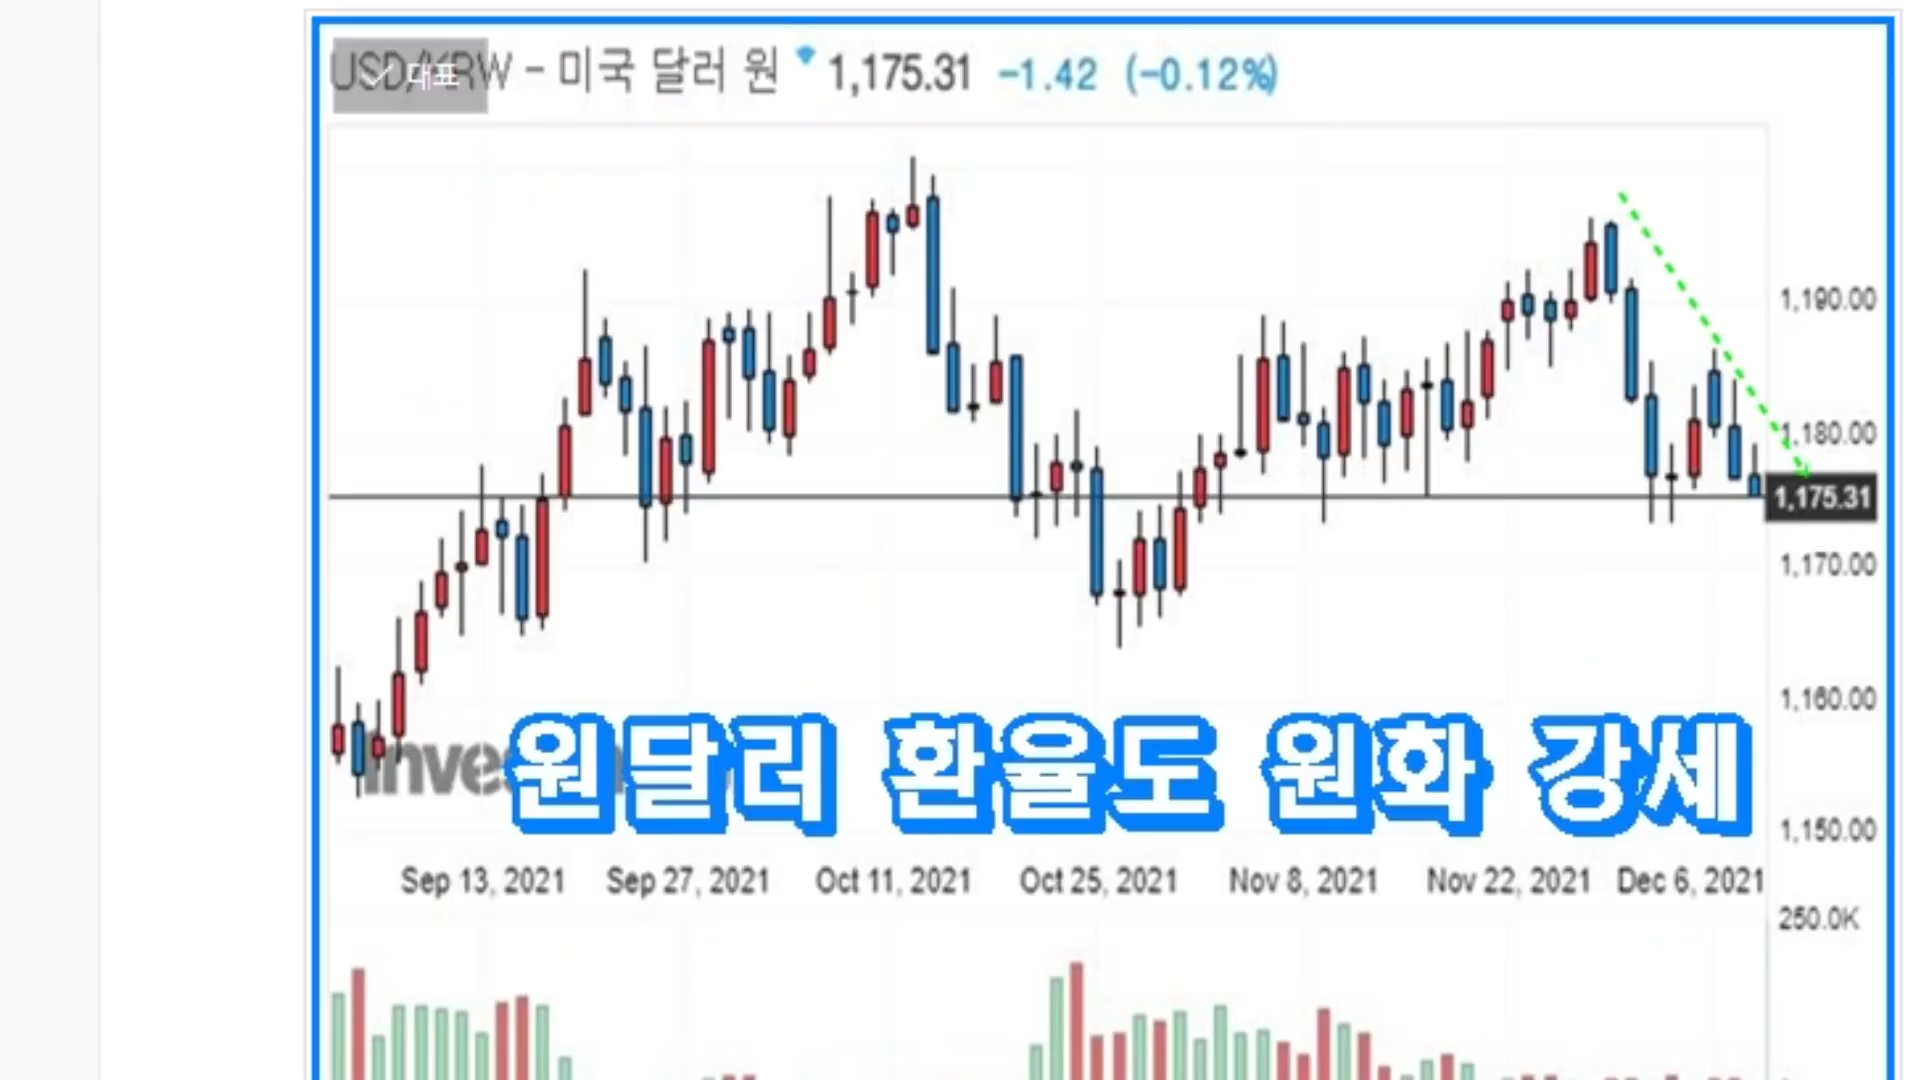 USD/KRW - 미국 달러 원 1,175.31 -1.42 (-0.12%)
대표
1,190.00
1,180.00
1,175.31
1,170.00
1,160.00
원달러 환율도 원화 강세
1,150.00
Sep 13, 2021 Sep 27, 2021 Oct 11, 2021 Oct 25, 2021 Nov 8, 2021 Nov 22, 2021 Dec 6, 2021
250.0K